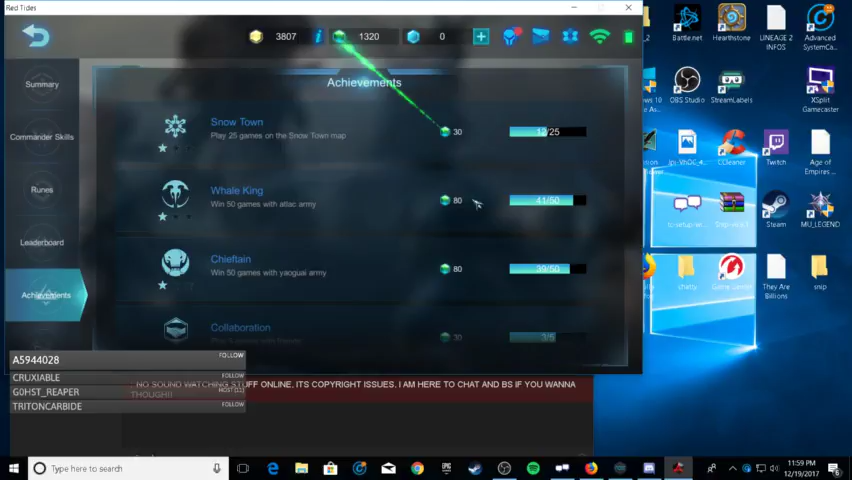 Red Tides
3807
1320
0
Achievements
Summary
Commander Skills
Runes
Leaderboard
Achievements
Snow Town
Play 25 games on the Snow Town map
30
12/25
Whale King
Win 50 games with atlac army
80
41/50
Chieftain
Win 50 games with yaoguai army
80
39/50
Collaboration
30
3/5
A5944028
FOLLOW
CRUXIABLE
FOLLOW
G0HST_REAPER
TRITONCARBIDE
FOLLOW
NO SOUND WATCHING STUFF ONLINE. ITS COPYRIGHT ISSUES. I AM HERE TO CHAT AND BS IF YOU WANNA
THOUGH!!
Battle.net
Hearthstone
LINEAGE 2
INFOS
Advanced
SystemCa...
OBS Studio
StreamLabels
XSplit
Gamecaster
CCleaner
Twitch
Age of
Empires ...
Steam
MU_LEGEND
chatty
They Are
Billions
snip
Type here to search
EPIC
11:59 PM
12/19/2017